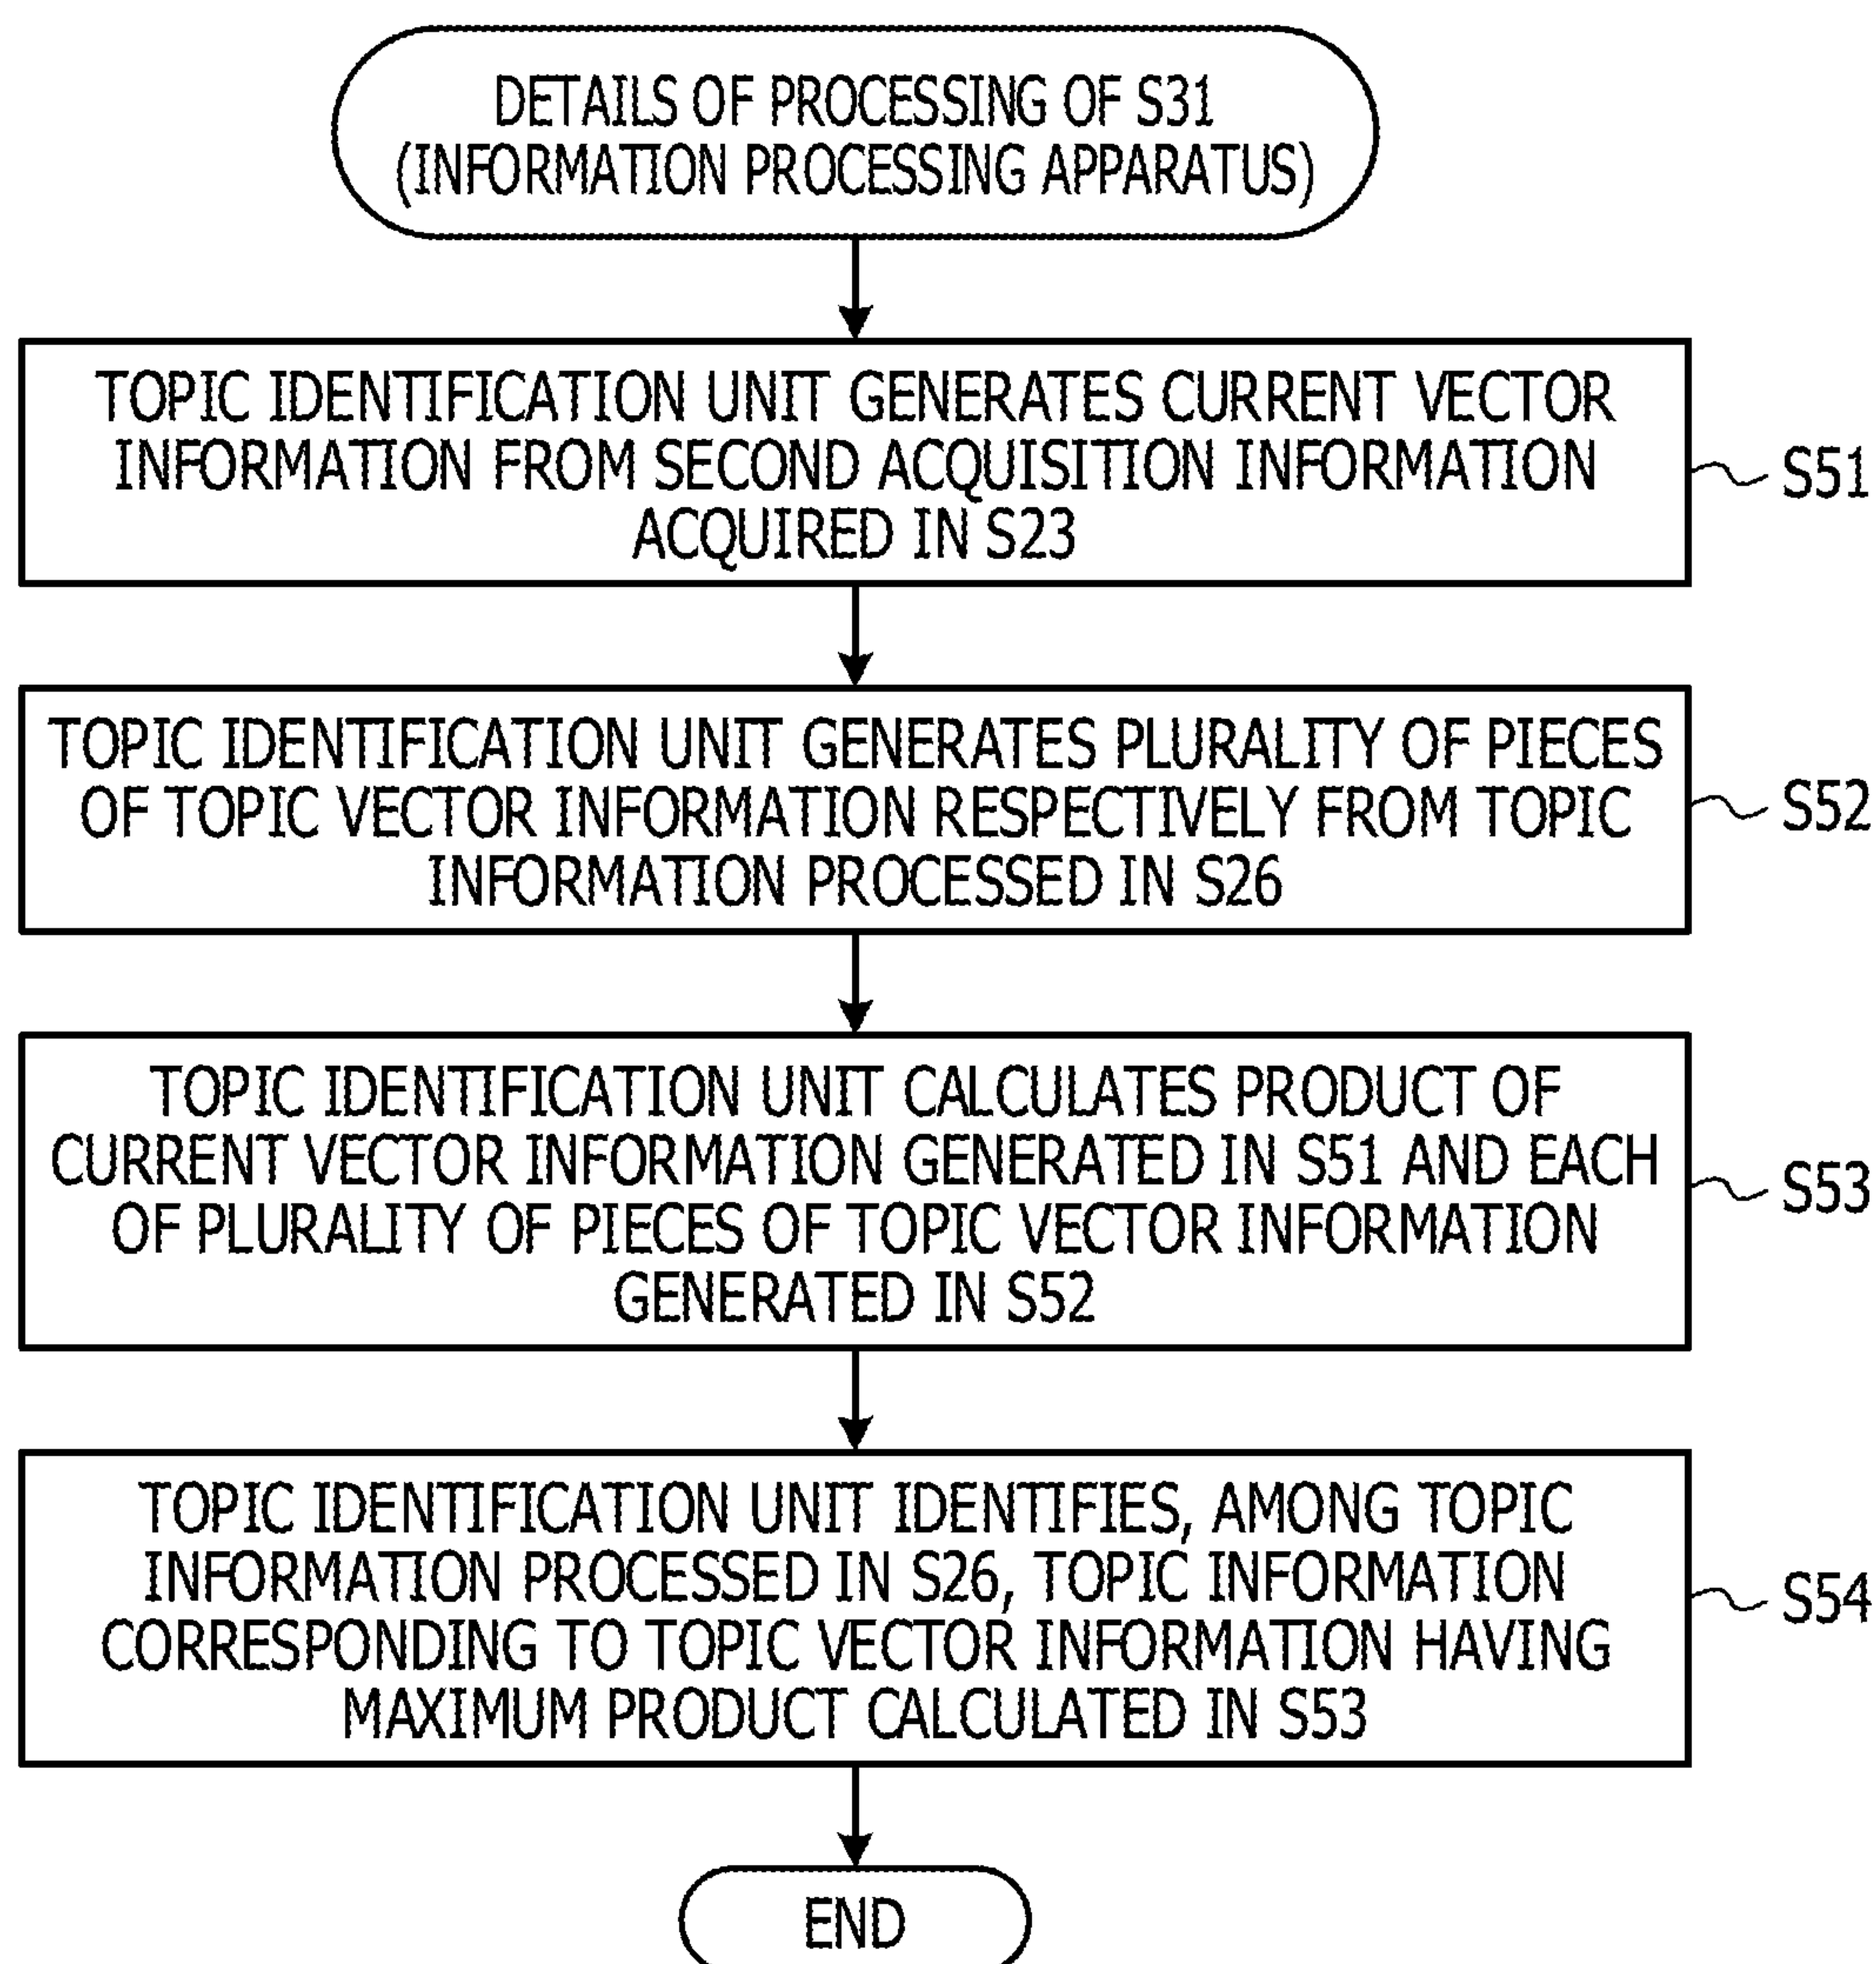 DETAILS OF PROCESSING OF S31
(INFORMATION PROCESSING APPARATUS)
TOPIC IDENTIFICATION UNIT GENERATES CURRENT VECTOR
INFORMATION FROM SECOND ACQUISITION INFORMATION
ACQUIRED IN S23
S51
TOPIC IDENTIFICATION UNIT GENERATES PLURALITY OF PIECES
OF TOPIC VECTOR INFORMATION RESPECTIVELY FROM TOPIC
INFORMATION PROCESSED IN S26
S52
TOPIC IDENTIFICATION UNIT CALCULATES PRODUCT OF
CURRENT VECTOR INFORMATION GENERATED IN S51 AND EACH
OF PLURALITY OF PIECES OF TOPIC VECTOR INFORMATION
GENERATED IN S52
S53
TOPIC IDENTIFICATION UNIT IDENTIFIES, AMONG TOPIC
INFORMATION PROCESSED IN S26, TOPIC INFORMATION
CORRESPONDING TO TOPIC VECTOR INFORMATION HAVING
MAXIMUM PRODUCT CALCULATED IN S53
S54
END